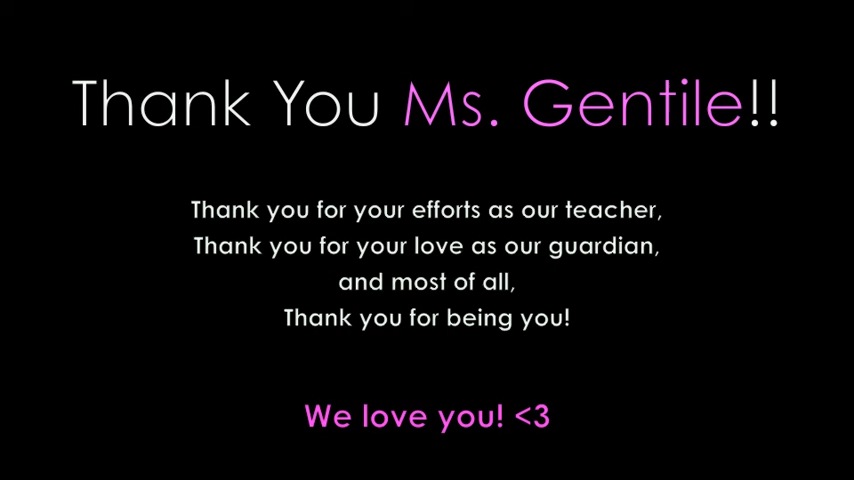 Thank You Ms. Gentile!!
Thank you for your efforts as our teacher,
Thank you for your love as our guardian,
and most of all,
Thank you for being you!
We love you! <3